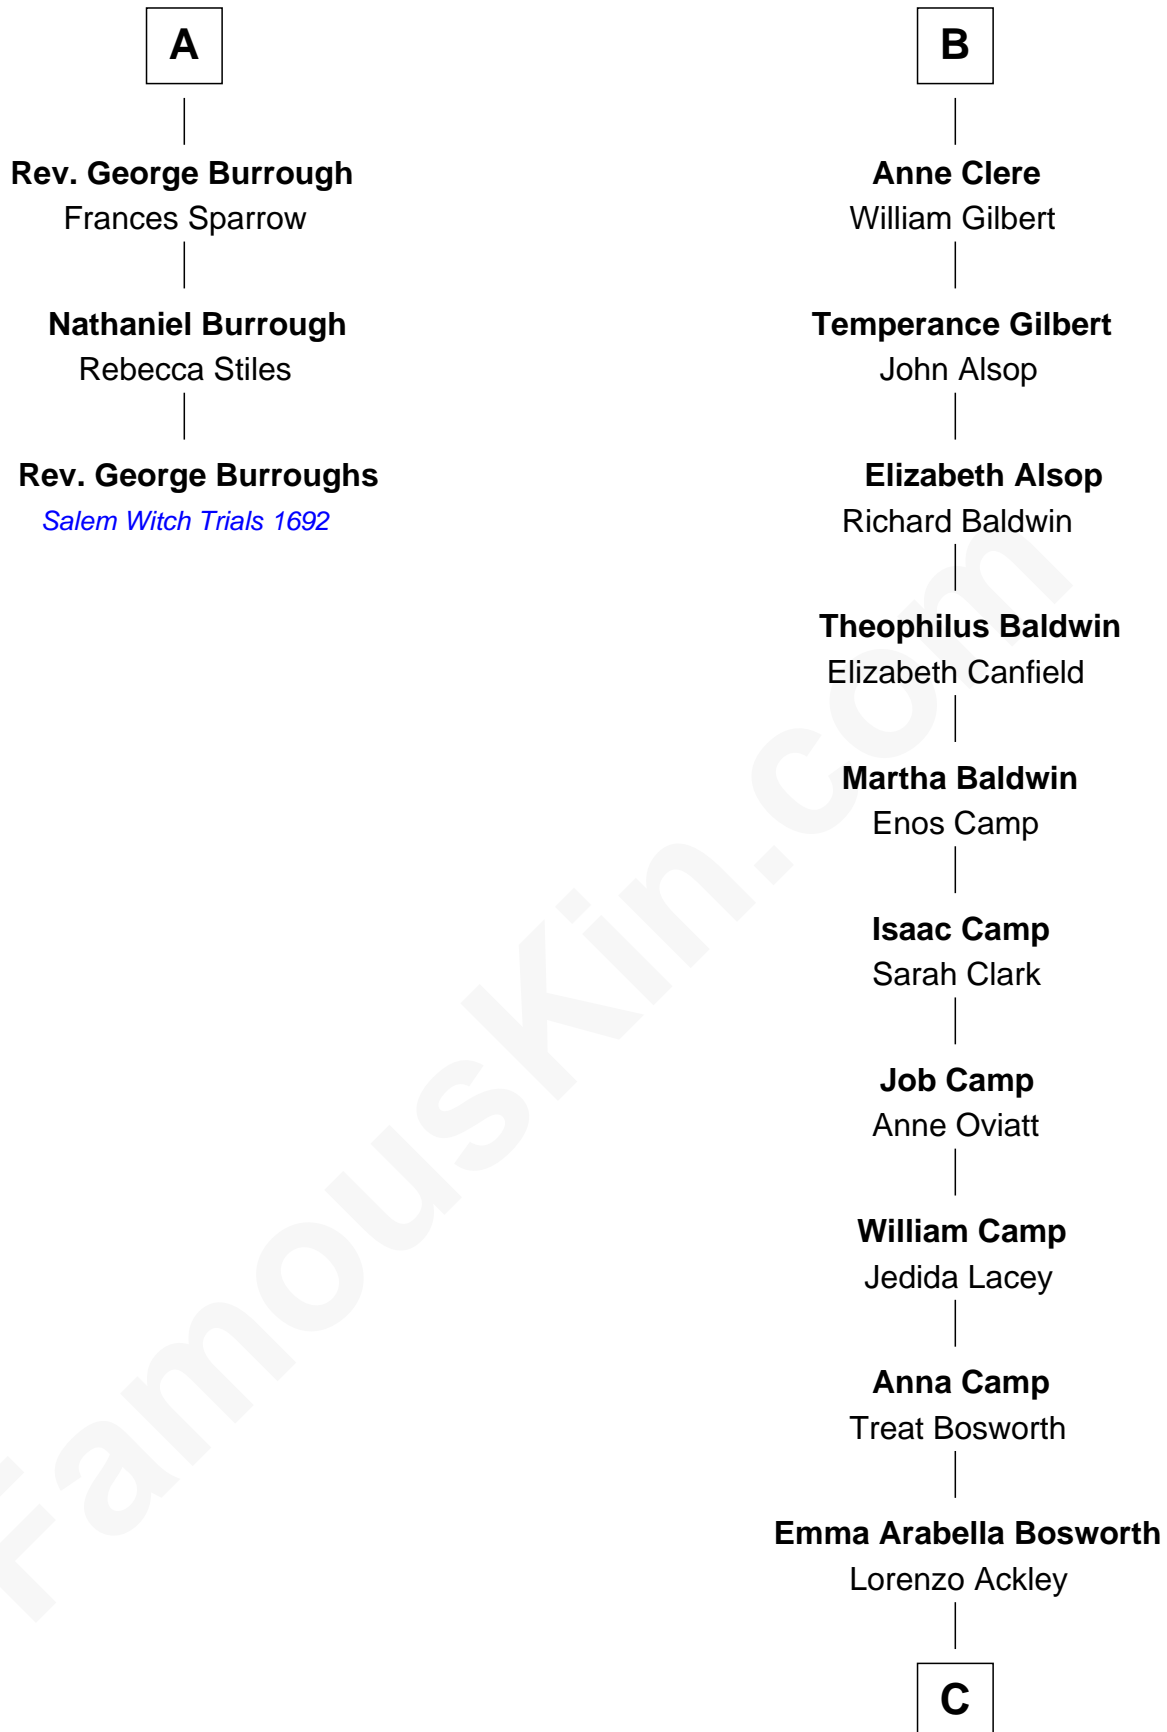 A
Rev. George Burrough
Frances Sparrow
Nathaniel Burrough
Rebecca Stiles
Rev. George Burroughs
Salem Witch Trials 1692
B
Anne Clere
William Gilbert
Temperance Gilbert
John Alsop
Elizabeth Alsop
Richard Baldwin
Theophilus Baldwin
Elizabeth Canfield
Martha Baldwin
Enos Camp
Isaac Camp
Sarah Clark
Job Camp
Anne Oviatt
William Camp
Jedida Lacey
Anna Camp
Treat Bosworth
Emma Arabella Bosworth
Lorenzo Ackley
C
FamousKin.com